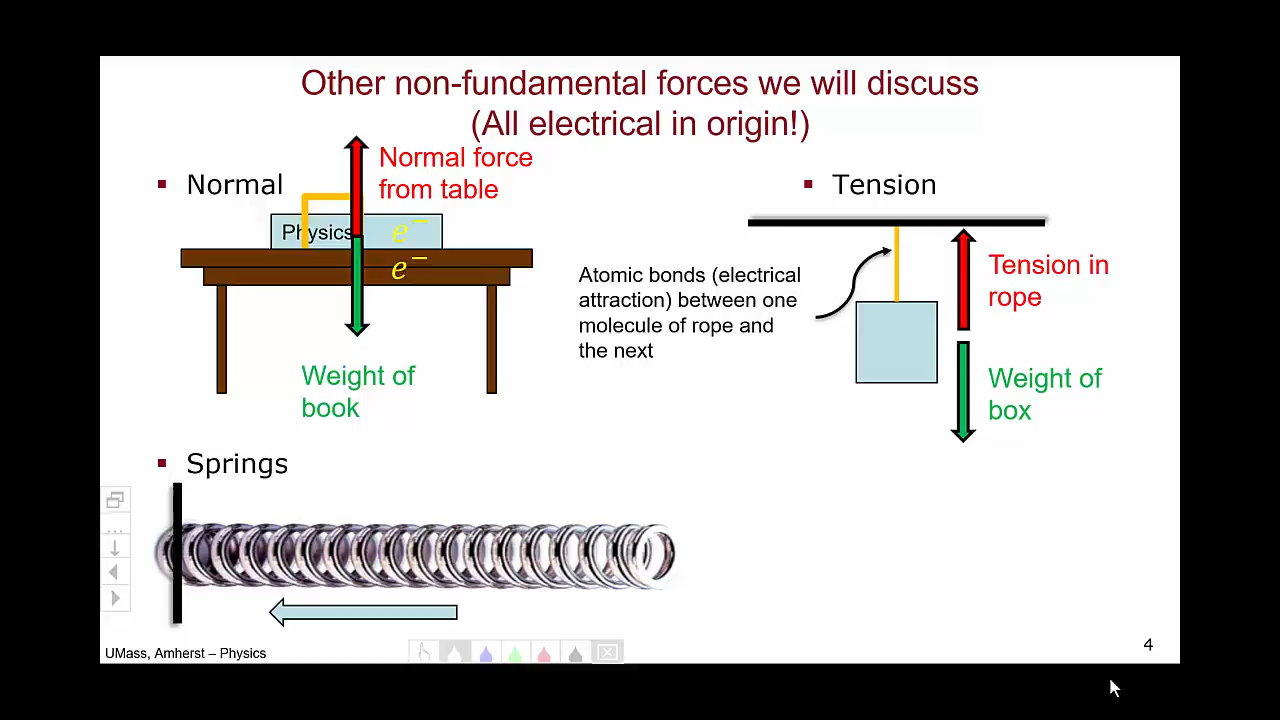 Other non-fundamental forces we will discuss
(All electrical in origin!)
▪ Normal
Normal force
from table
Physics
e⁻
e⁻
Weight of
book
▪ Tension
Atomic bonds (electrical
attraction) between one
molecule of rope and
the next
Tension in
rope
Weight of
box
▪ Springs
UMass, Amherst – Physics
4